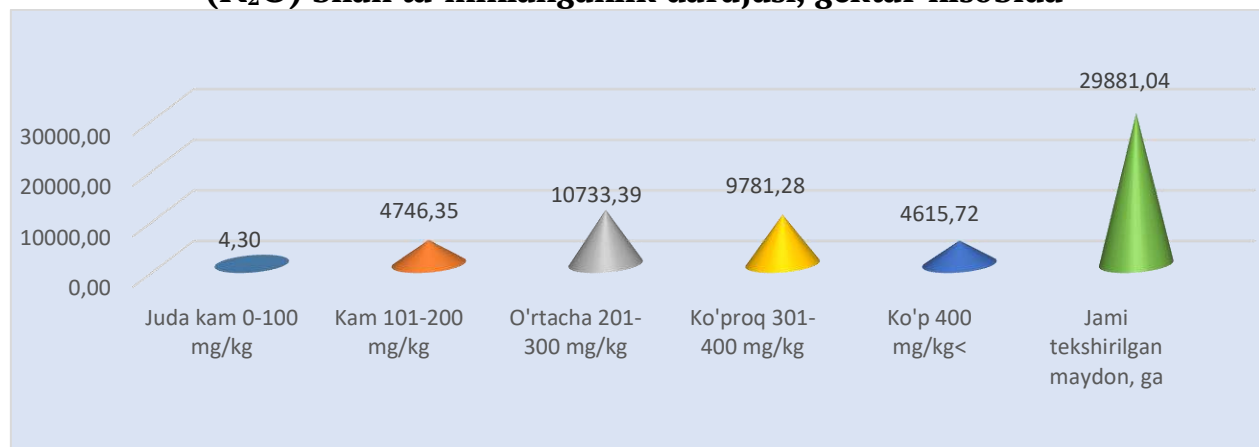 (K₂O) bilan ta'minlanganlik darajasi, gektar hisobida
29881,04
30000,00
20000,00
10000,00
0,00
4,30
4746,35
10733,39
9781,28
4615,72
Juda kam 0-100
mg/kg
Kam 101-200
mg/kg
O'rtacha 201-
300 mg/kg
Ko'proq 301-
400 mg/kg
Ko'p 400
mg/kg<
Jami
tekshirilgan
maydon, ga